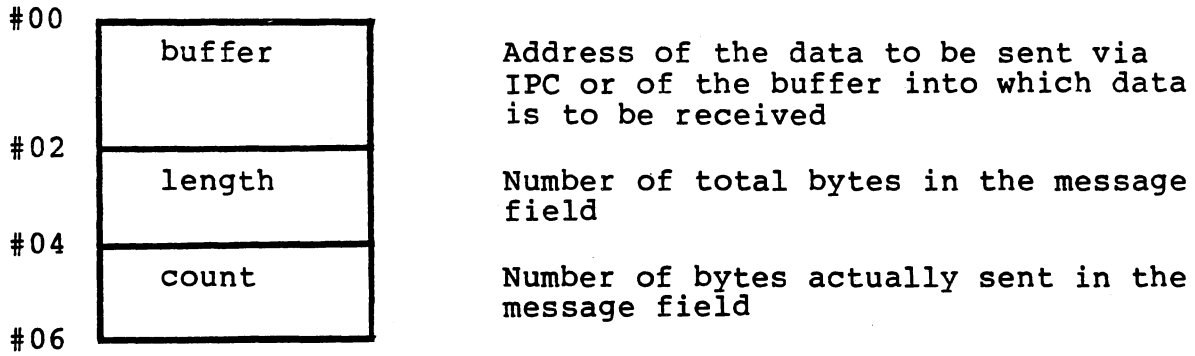 #00
buffer Address of the data to be sent via
IPC or of the buffer into which data
is to be received
#02
length Number of total bytes in the message
field
#04
count Number of bytes actually sent in the
message field
#06